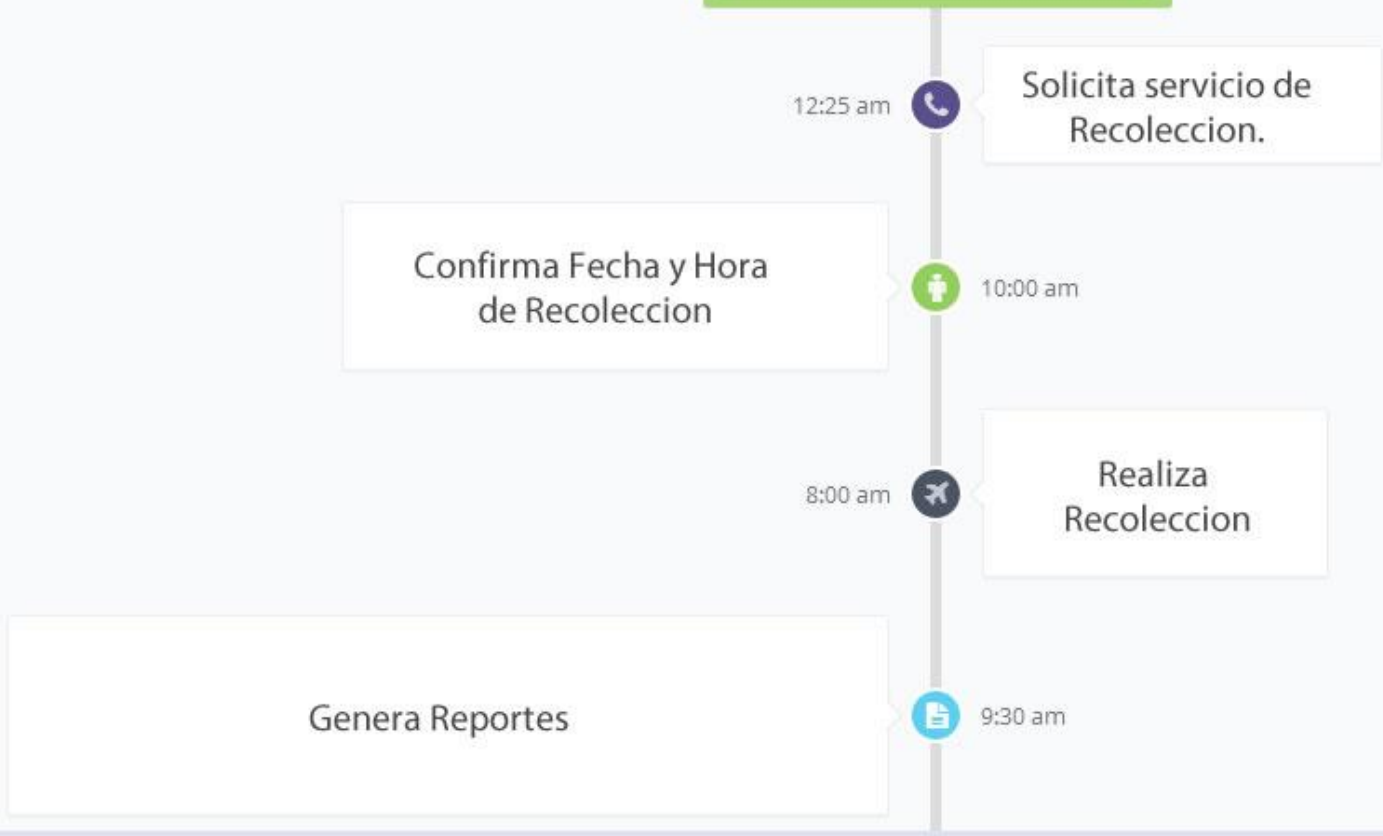 12:25 am
Solicita servicio de
Recoleccion.
Confirma Fecha y Hora
de Recoleccion
10:00 am
8:00 am
Realiza
Recoleccion
Genera Reportes
9:30 am